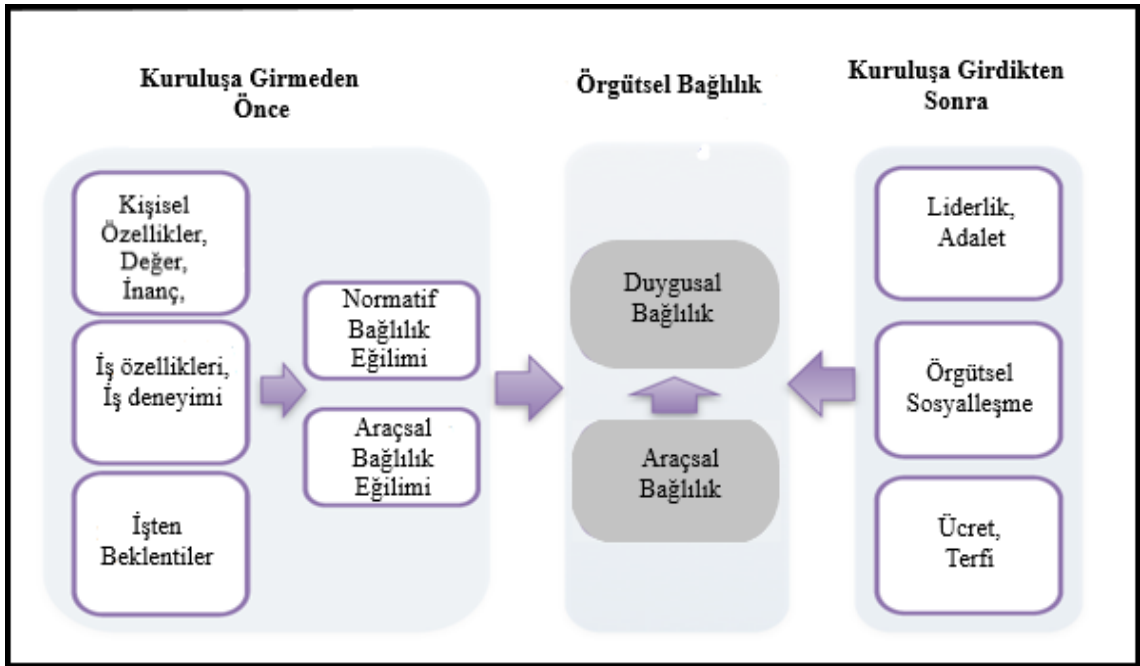 Kuruluşa Girmeden
Önce
Kişisel
Özellikler,
Değer,
İnanç,
İş özellikleri,
İş deneyimi
İşten
Beklentiler
Normatif
Bağlılık
Eğilimi
Araçsal
Bağlılık
Eğilimi
Örgütsel Bağlılık
Duygusal
Bağlılık
Araçsal
Bağlılık
Kuruluşa Girdikten
Sonra
Liderlik,
Adalet
Örgütsel
Sosyalleşme
Ücret,
Terfi